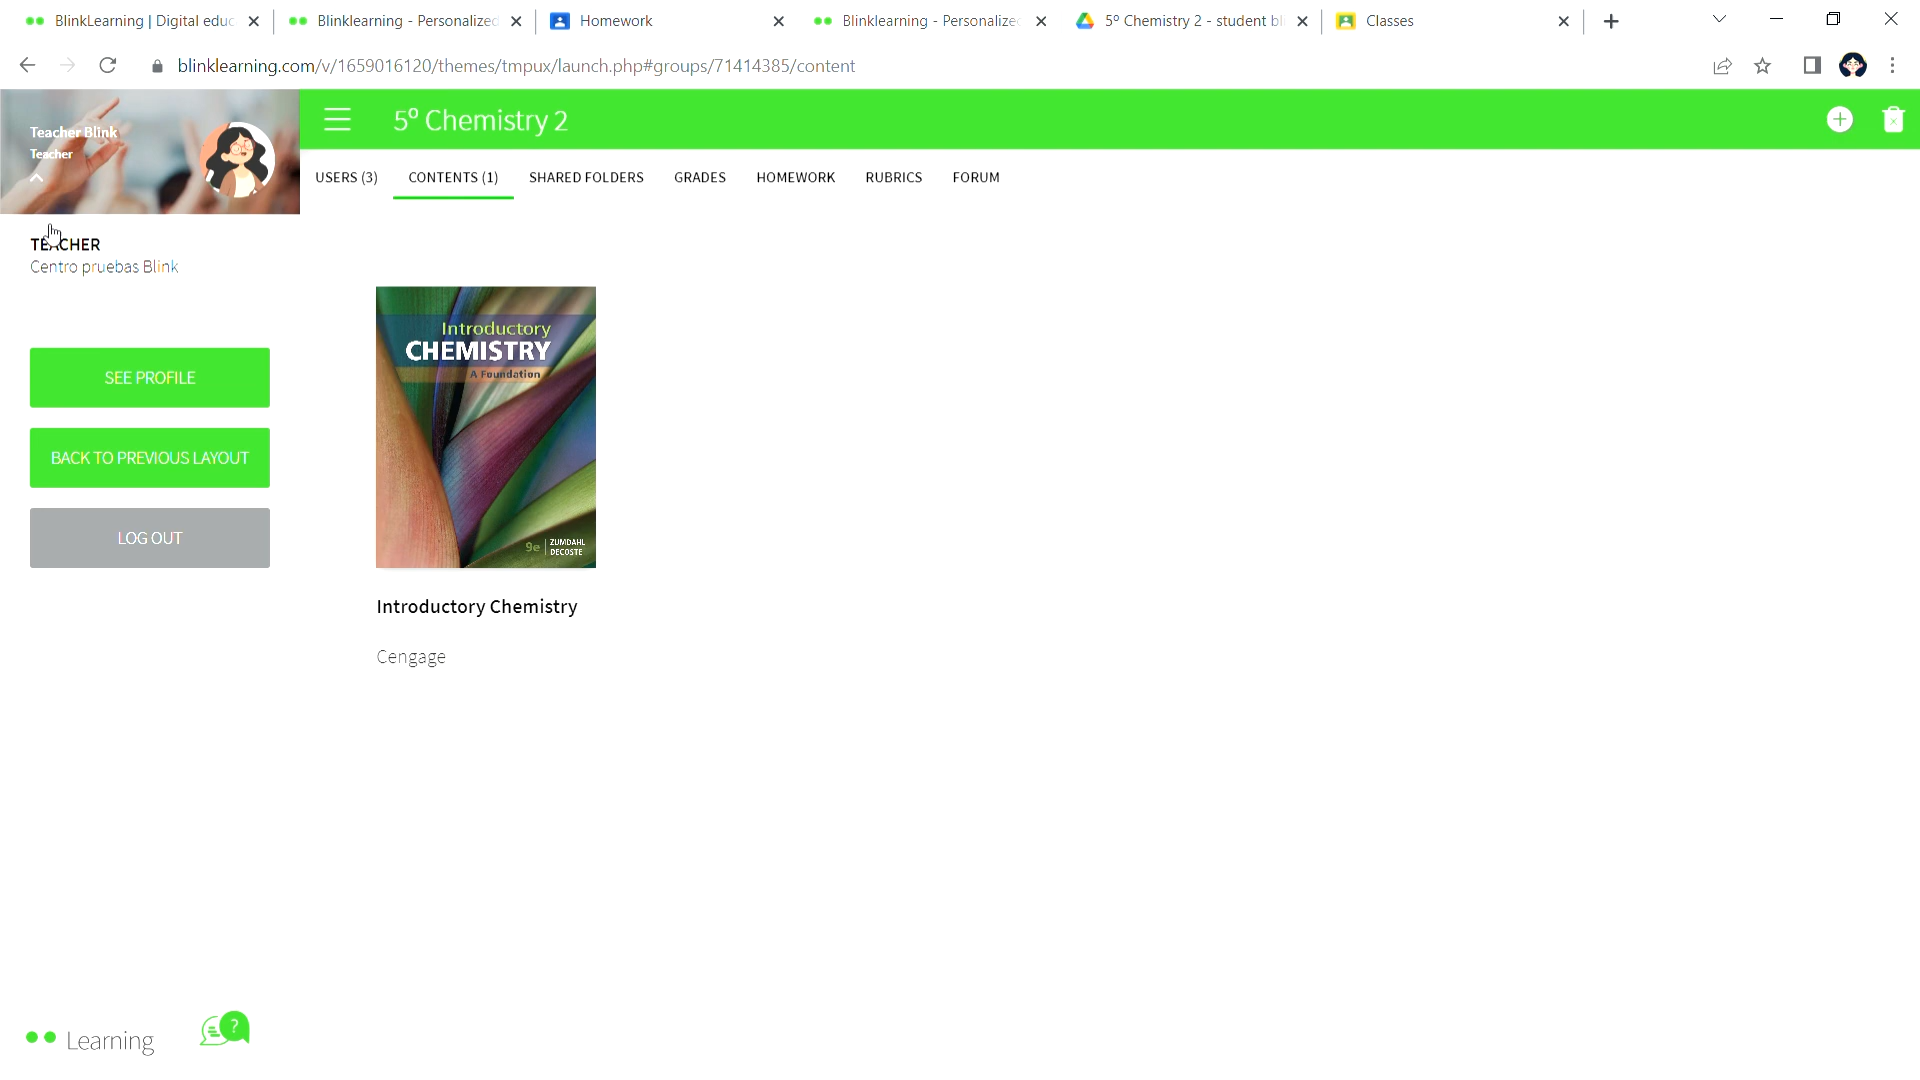 BlinkLearning | Digital educ
Blinklearning - Personalized
Homework
Blinklearning - Personalized
5º Chemistry 2 - student bli
Classes
blinklearning.com/v/1659016120/themes/tmpux/launch.php#groups/71414385/content
Teacher Blink
Teacher
5º Chemistry 2
USERS (3)
CONTENTS (1)
SHARED FOLDERS
GRADES
HOMEWORK
RUBRICS
FORUM
TEACHER
Centro pruebas Blink
SEE PROFILE
BACK TO PREVIOUS LAYOUT
LOG OUT
Introductory
CHEMISTRY
A Foundation
9e
ZUMDAHL
DECOSTE
Introductory Chemistry
Cengage
Learning
?